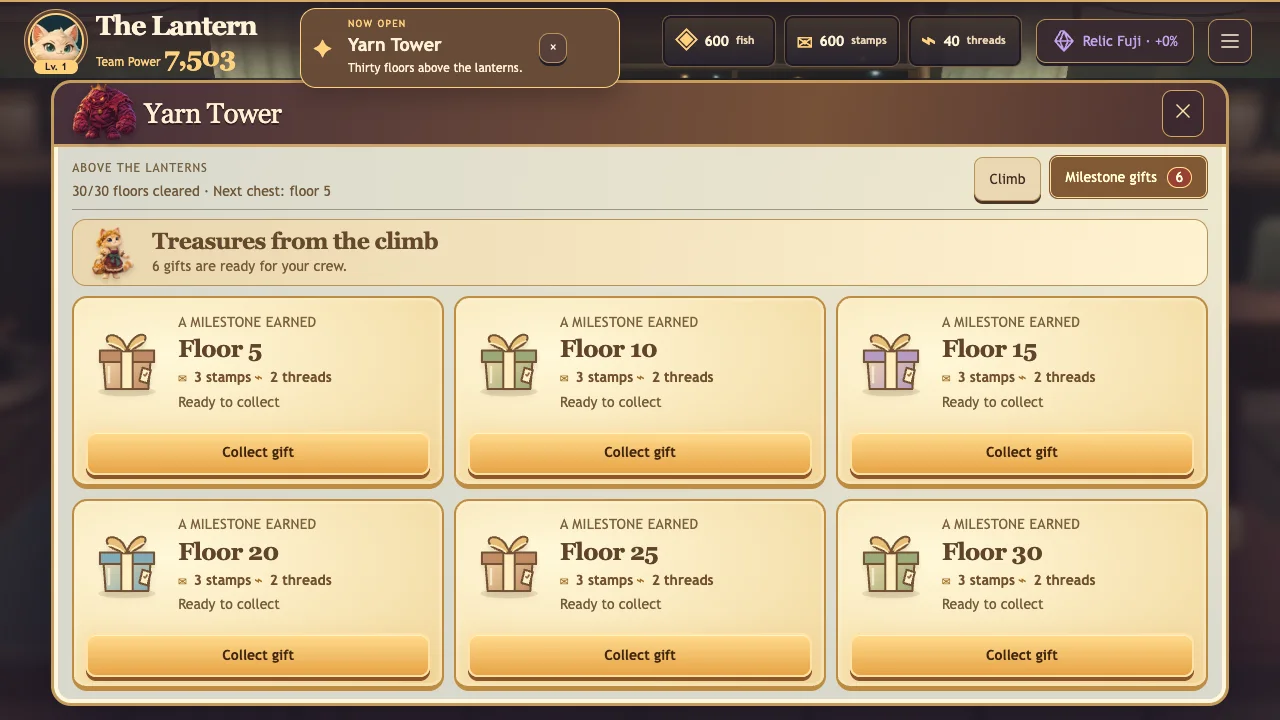 The Lantern
Team Power 7,503
Lv. 1
NOW OPEN
Yarn Tower
Thirty floors above the lanterns.
×
600 fish
600 stamps
40 threads
Relic Fuji · +0%
Yarn Tower
ABOVE THE LANTERNS
30/30 floors cleared · Next chest: floor 5
Climb
Milestone gifts 6
Treasures from the climb
6 gifts are ready for your crew.
A MILESTONE EARNED
Floor 5
3 stamps 2 threads
Ready to collect
Collect gift
A MILESTONE EARNED
Floor 10
3 stamps 2 threads
Ready to collect
Collect gift
A MILESTONE EARNED
Floor 15
3 stamps 2 threads
Ready to collect
Collect gift
A MILESTONE EARNED
Floor 20
3 stamps 2 threads
Ready to collect
Collect gift
A MILESTONE EARNED
Floor 25
3 stamps 2 threads
Ready to collect
Collect gift
A MILESTONE EARNED
Floor 30
3 stamps 2 threads
Ready to collect
Collect gift